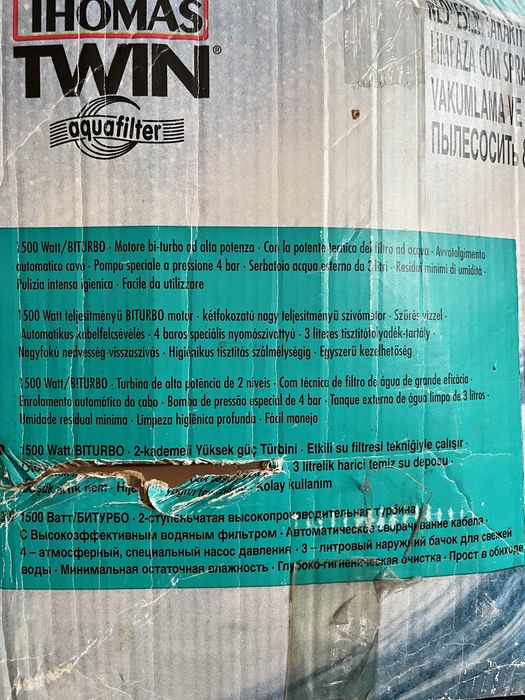 THOMAS
TWIN®
aquafilter
LIMPEZA COM
VAKUMLAMA VE
ПЫЛЕСОСИТЬ
1500 Watt/BITURBO · Motore bi-turbo ad alta potenza · Con la potente tecnica del filtro ad acqua · Avvotolgimento
automatico cavo · Pompa speciale a pressione 4 bar · Serbatoio acqua esterno da 3 litri · Residui minimi di umidità ·
Pulizia intensa igienica · Facile da utilizzare
1500 Watt teljesítményű BITURBO motor · kétfokozatú nagy teljesítményű szívómotor · Szűrés vízzel ·
Automatikus kábelfelcsévélés · 4 baros speciális nyomószivattyú · 3 literes tisztítófolyadék-tartály ·
Nagyfokú nedvesség-visszaszívás · Higiénikus tisztítás szálmélységig · Egyszerű kezelhetőség
1500 Watt/BITURBO · Turbina de alta potência de 2 níveis · Com técnica de filtro de água de grande eficácia ·
Enrolamento automático do cabo · Bomba de pressão especial de 4 bar · Tanque externo de água limpa de 3 litros ·
Umidade residual minima · Limpeza higiênica profunda · Fácil manejo
1500 Watt/BITURBO · 2-kademeli Yüksek güç Türbini · Etkili su filtresi tekniğiyle çalışır ·
3 litrelik harici temiz su deposu ·
nem · Kolay kullanım
1500 Ватт/БИТУРБО · 2-ступенчатая высокопроизводительная турбина
С Высокоэффективным водяным фильтром · Автоматическое сворачивание кабеля ·
4 – атмосферный, специальный насос давления · 3 – литровый наружный бачок для свежей
воды · Минимальная остаточная влажность · Глубоко-гигиеническая очистка · Прост в обиходе